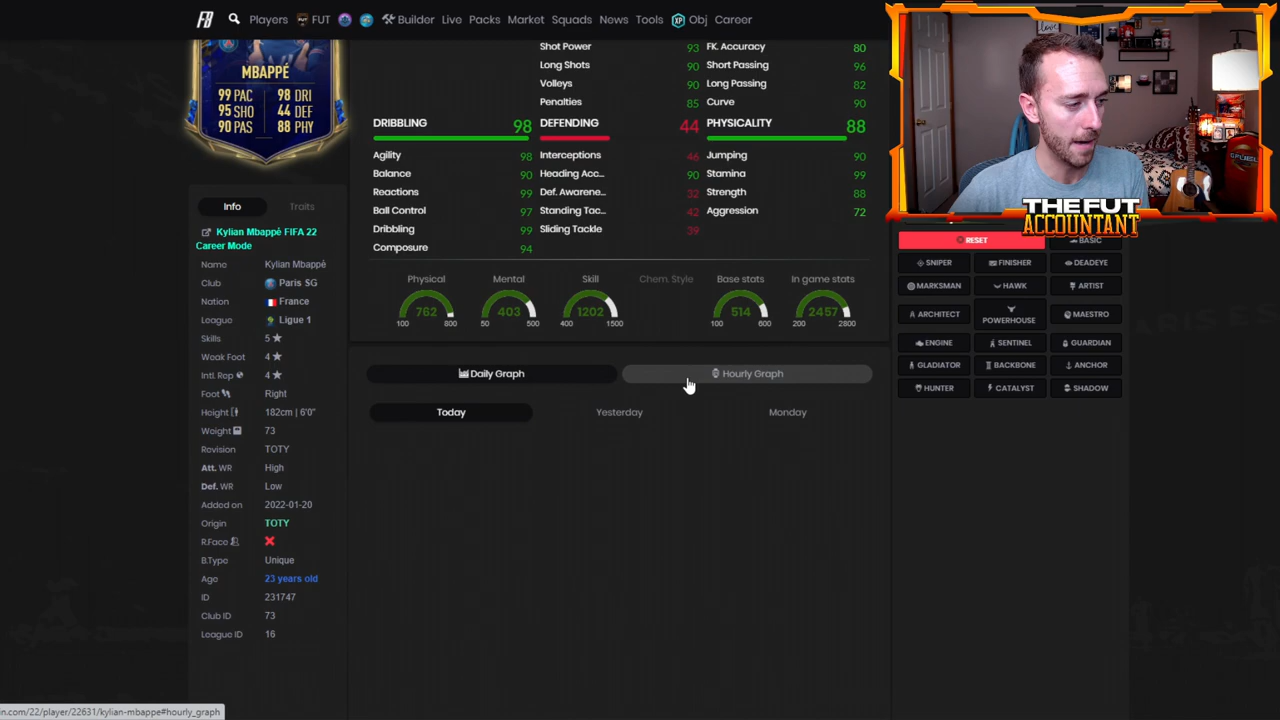 FB Players FUT Builder Live Packs Market Squads News Tools XP Obj Career
MBAPPÉ
99 PAC 98 DRI
95 SHO 44 DEF
90 PAS 88 PHY
Shot Power 93 FK. Accuracy 80
Long Shots 90 Short Passing 96
Volleys 90 Long Passing 82
Penalties 85 Curve 90
DRIBBLING 98 DEFENDING 44 PHYSICALITY 88
Agility 98 Interceptions 46 Jumping 90
Balance 90 Heading Acc... 90 Stamina 99
Reactions 99 Def. Awarene... 32 Strength 88
Ball Control 97 Standing Tac... 42 Aggression 72
Dribbling 99 Sliding Tackle 39
Composure 94
Physical Mental Skill Chem. Style Base stats In game stats
762 403 1202 514 2457
100 800 50 500 400 1500 100 600 200 2800
Daily Graph Hourly Graph
Today Yesterday Monday
Info Traits
Kylian Mbappé FIFA 22
Career Mode
Name Kylian Mbappé
Club Paris SG
Nation France
League Ligue 1
Skills 5
Weak Foot 4
Intl. Rep 4
Foot Right
Height 182cm | 6'0"
Weight 73
Revision TOTY
Att. WR High
Def. WR Low
Added on 2022-01-20
Origin TOTY
R.Face
B.Type Unique
Age 23 years old
ID 231747
Club ID 73
League ID 16
THE FUT
ACCOUNTANT
RESET BASIC
SNIPER FINISHER DEADEYE
MARKSMAN HAWK ARTIST
ARCHITECT POWERHOUSE MAESTRO
ENGINE SENTINEL GUARDIAN
GLADIATOR BACKBONE ANCHOR
HUNTER CATALYST SHADOW
in.com/22/player/22631/kylian-mbappe#hourly_graph